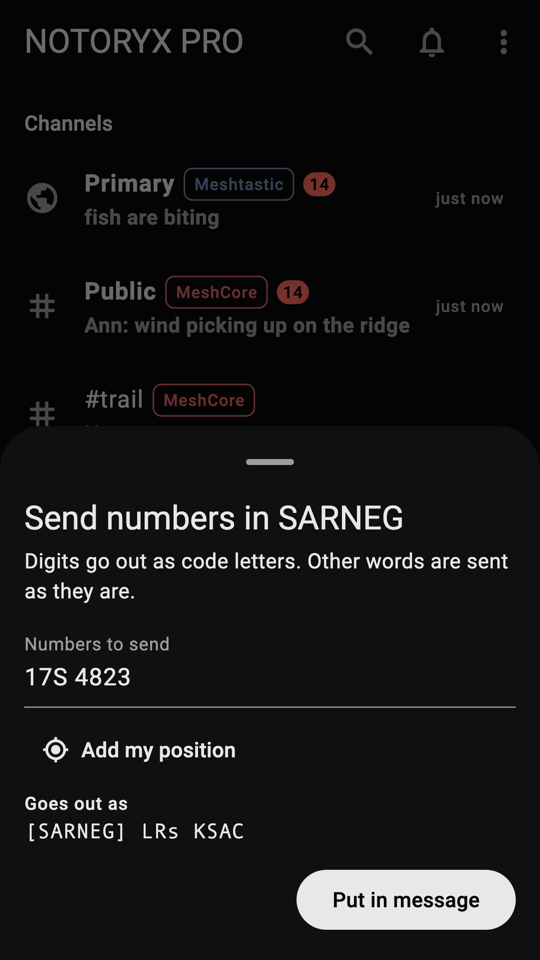 NOTORYX PRO
Channels
Primary Meshtastic 14
just now
fish are biting
Public MeshCore 14
just now
Ann: wind picking up on the ridge
#trail MeshCore
Send numbers in SARNEG
Digits go out as code letters. Other words are sent
as they are.
Numbers to send
17S 4823
Add my position
Goes out as
[SARNEG] LRs KSAC
Put in message